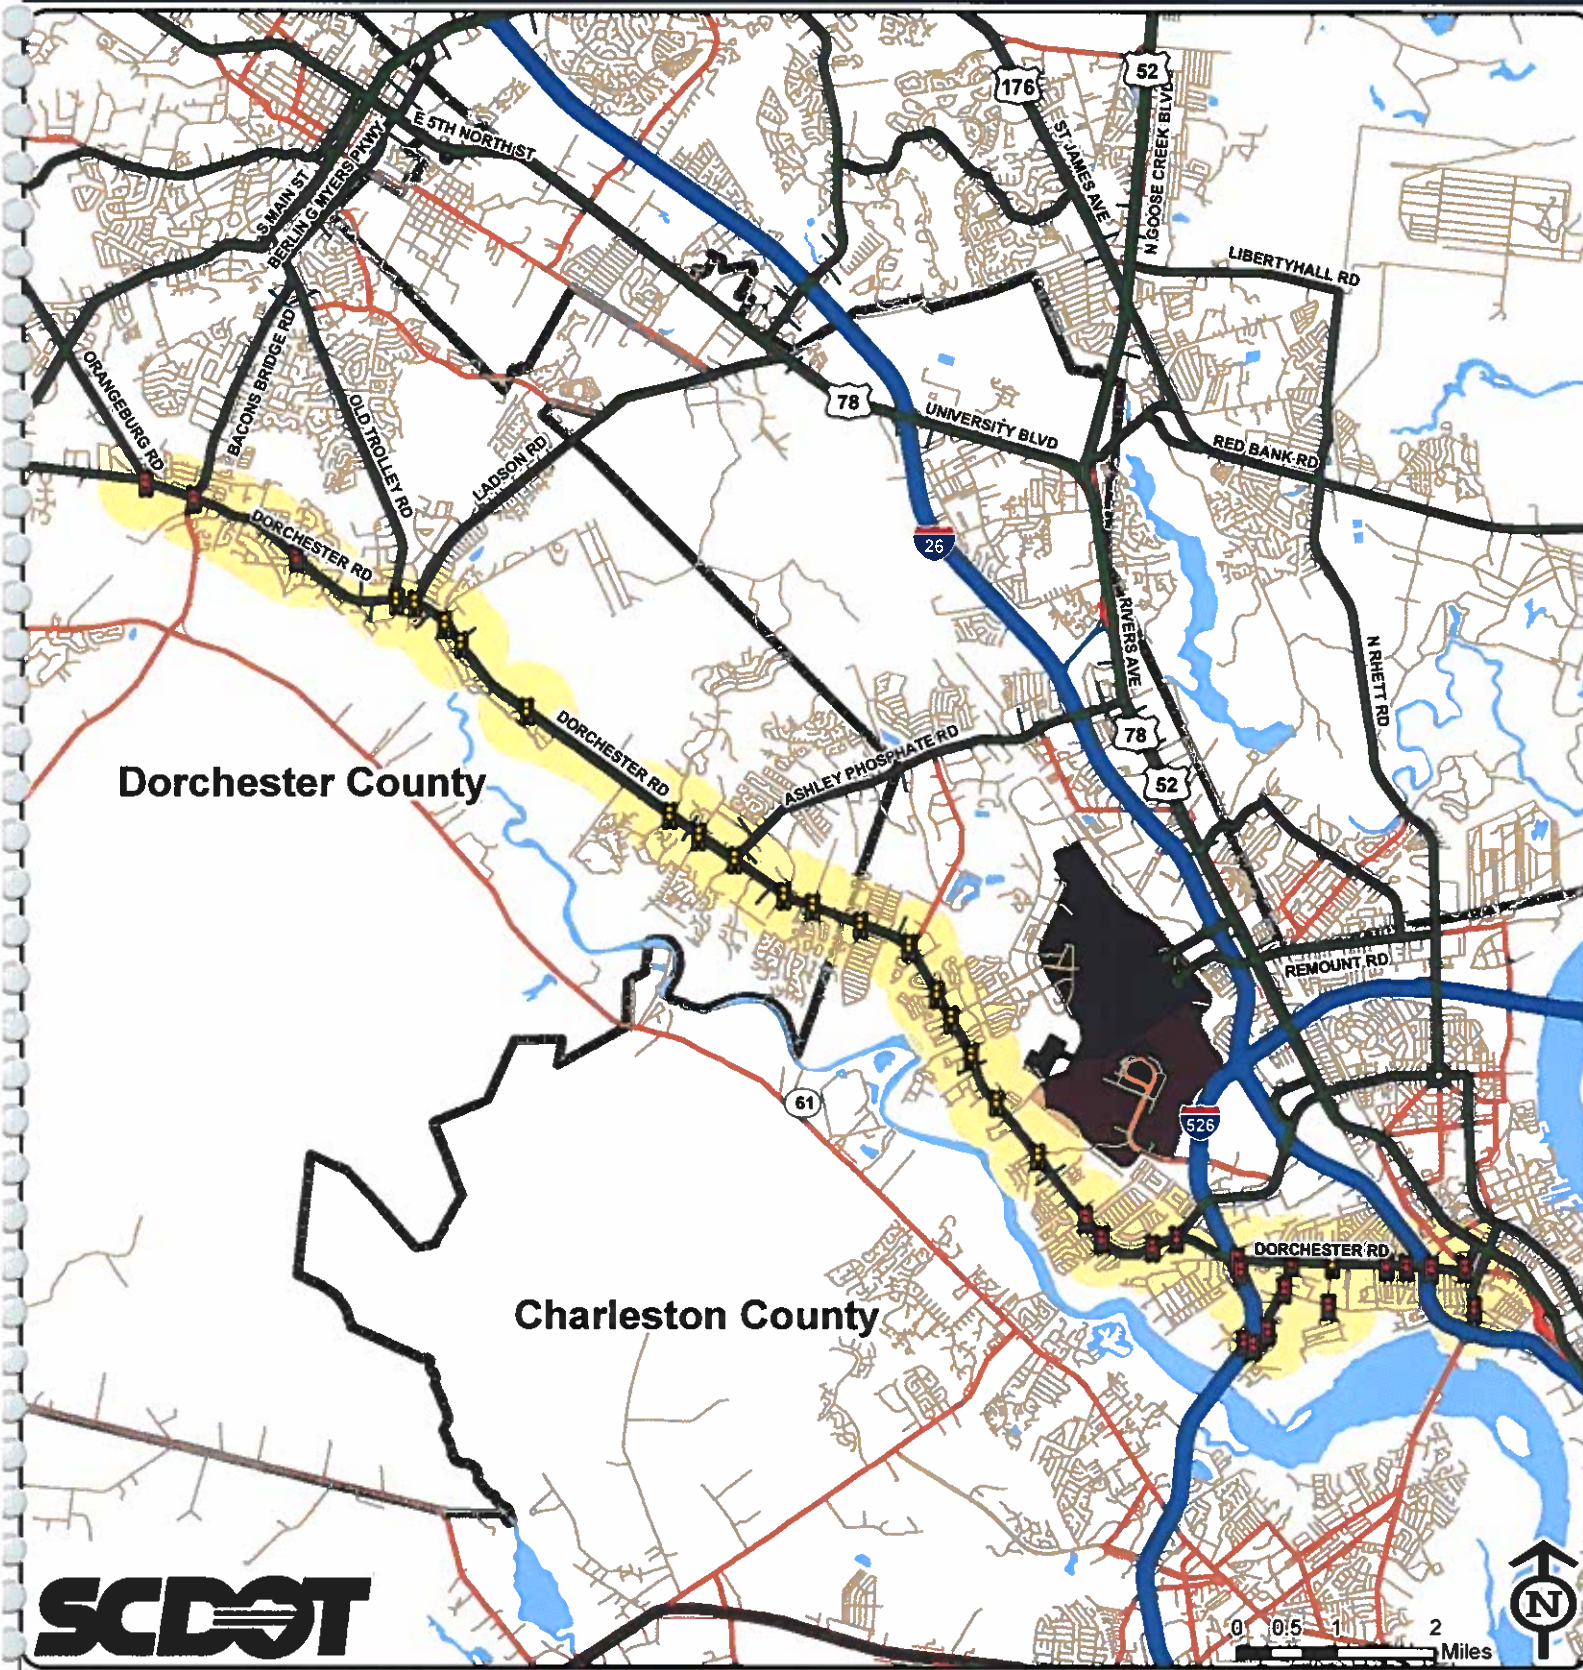 176
52
E 5TH NORTH ST
N GOOSE CREEK BLVD
ST JAMES AVE
S MAIN ST
BERLIN G MYERS PKWY
LIBERTYHALL RD
ORANGEBURG RD
BACONS BRIDGE RD
OLD TROLLEY RD
78
UNIVERSITY BLVD
LADSON RD
RED BANK RD
DORCHESTER RD
26
RIVERS AVE
N RHETT RD
DORCHESTER RD
ASHLEY PHOSPHATE RD
78
52
Dorchester County
REMOUNT RD
61
526
DORCHESTER RD
Charleston County
SCDOT
N
0 0.5 1 2
Miles